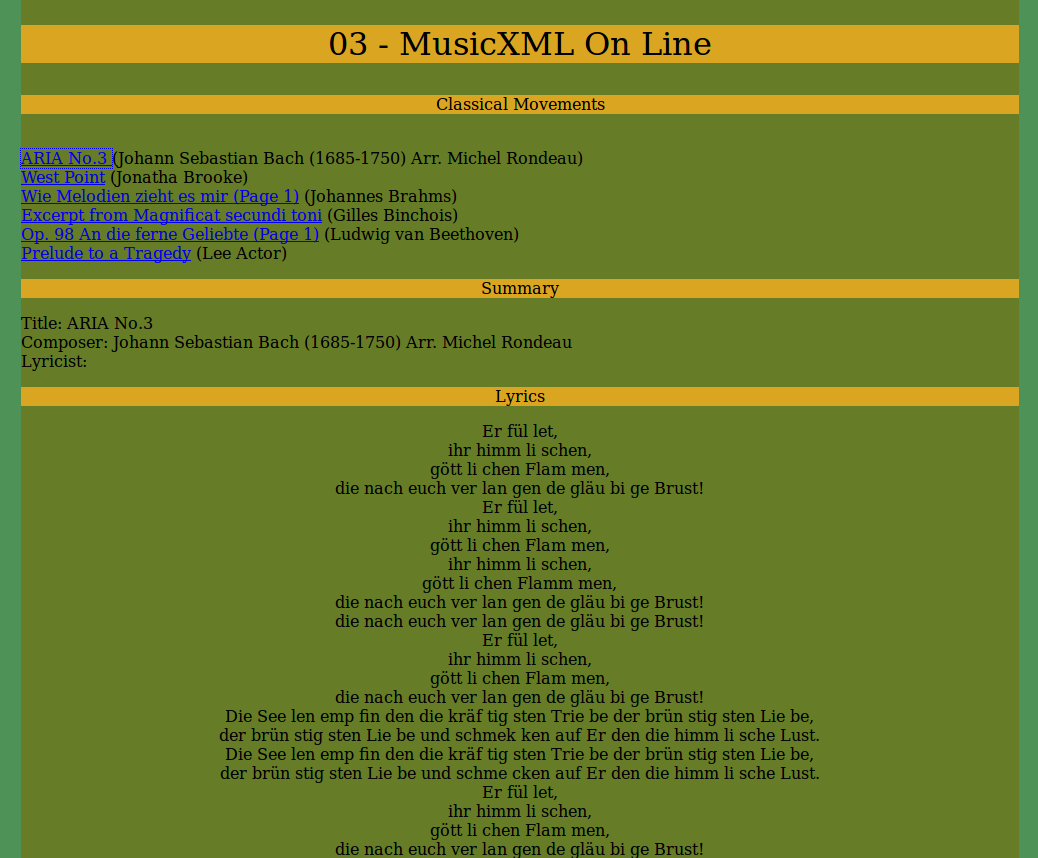 03 - MusicXML On Line
Classical Movements
ARIA No.3 (Johann Sebastian Bach (1685-1750) Arr. Michel Rondeau)
West Point (Jonatha Brooke)
Wie Melodien zieht es mir (Page 1) (Johannes Brahms)
Excerpt from Magnificat secundi toni (Gilles Binchois)
Op. 98 An die ferne Geliebte (Page 1) (Ludwig van Beethoven)
Prelude to a Tragedy (Lee Actor)
Summary
Title: ARIA No.3
Composer: Johann Sebastian Bach (1685-1750) Arr. Michel Rondeau
Lyricist:
Lyrics
Er fül let,
ihr himm li schen,
gött li chen Flam men,
die nach euch ver lan gen de gläu bi ge Brust!
Er fül let,
ihr himm li schen,
gött li chen Flam men,
ihr himm li schen,
gött li chen Flamm men,
die nach euch ver lan gen de gläu bi ge Brust!
die nach euch ver lan gen de gläu bi ge Brust!
Er fül let,
ihr himm li schen,
gött li chen Flam men,
die nach euch ver lan gen de gläu bi ge Brust!
Die See len emp fin den die kräf tig sten Trie be der brün stig sten Lie be,
der brün stig sten Lie be und schmek ken auf Er den die himm li sche Lust.
Die See len emp fin den die kräf tig sten Trie be der brün stig sten Lie be,
der brün stig sten Lie be und schme cken auf Er den die himm li sche Lust.
Er fül let,
ihr himm li schen,
gött li chen Flam men,
die nach euch ver lan gen de gläu bi ge Brust!